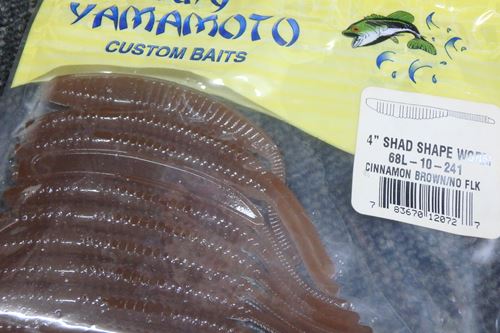 YAMAMOTO
CUSTOM BAITS
4" SHAD SHAPE WORM
68L-10-241
CINNAMON BROWN/NO FLK
7 83670 12072 7